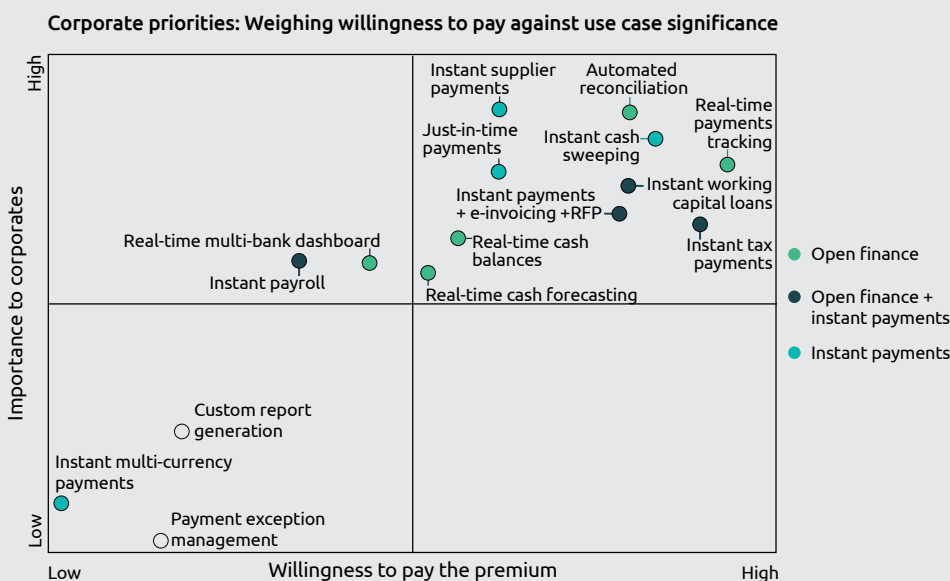 Corporate priorities: Weighing willingness to pay against use case significance
High
Importance to corporates
Low
Instant supplier
payments
Automated
reconciliation
Real-time
payments
tracking
Just-in-time
payments
Instant cash
sweeping
Instant payments
+ e-invoicing +RFP
Instant working
capital loans
Real-time multi-bank dashboard
Instant payroll
Real-time cash
balances
Instant tax
payments
Real-time cash forecasting
Open finance
Open finance +
instant payments
Instant payments
Custom report
generation
Instant multi-currency
payments
Payment exception
management
Low
Willingness to pay the premium
High